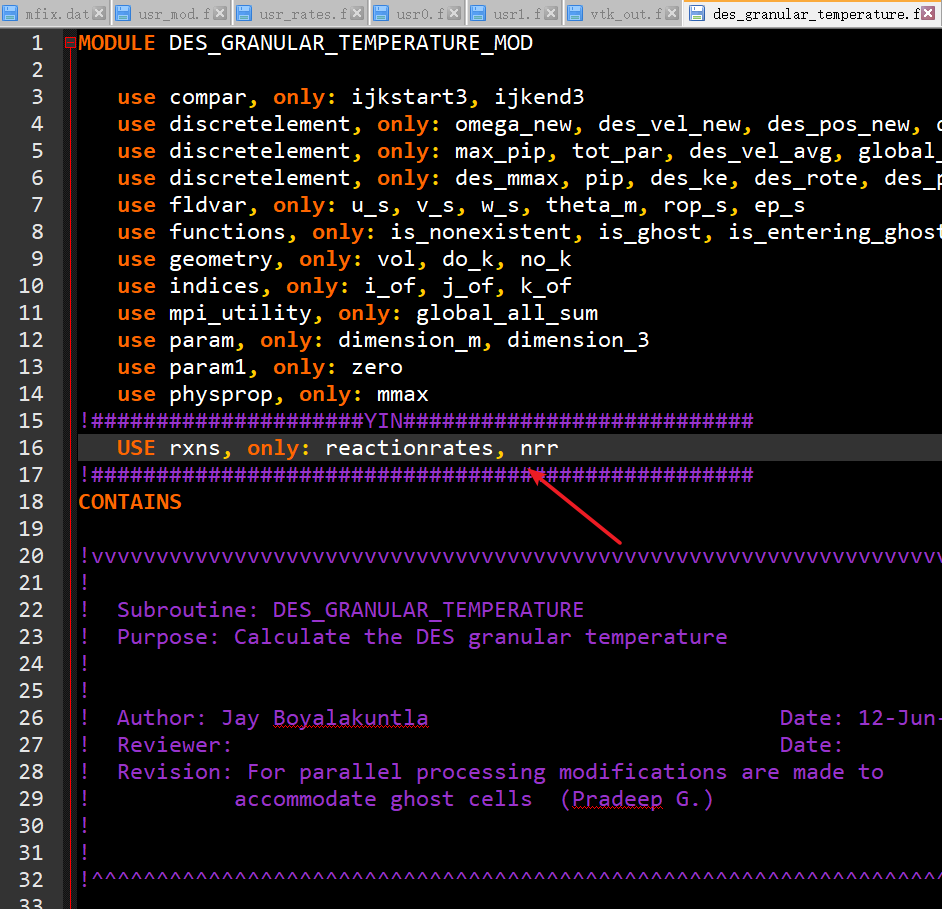 mfix.dat usr_mod.f usr_rates.f usr0.f usr1.f vtk_out.f des_granular_temperature.f
1 MODULE DES_GRANULAR_TEMPERATURE_MOD
2
3 use compar, only: ijkstart3, ijkend3
4 use discretelement, only: omega_new, des_vel_new, des_pos_new,
5 use discretelement, only: max_pip, tot_par, des_vel_avg, global_
6 use discretelement, only: des_mmax, pip, des_ke, des_rote, des_p
7 use fldvar, only: u_s, v_s, w_s, theta_m, rop_s, ep_s
8 use functions, only: is_nonexistent, is_ghost, is_entering_ghost
9 use geometry, only: vol, do_k, no_k
10 use indices, only: i_of, j_of, k_of
11 use mpi_utility, only: global_all_sum
12 use param, only: dimension_m, dimension_3
13 use param1, only: zero
14 use physprop, only: mmax
15 !#####################YIN###########################
16 USE rxns, only: reactionrates, nrr
17 !###################################################
18 CONTAINS
19
20 !vvvvvvvvvvvvvvvvvvvvvvvvvvvvvvvvvvvvvvvvvvvvvvvvvvvvvvvvvvvvvvvvvv
21 !
22 ! Subroutine: DES_GRANULAR_TEMPERATURE
23 ! Purpose: Calculate the DES granular temperature
24 !
25 !
26 ! Author: Jay Boyalakuntla Date: 12-Jun-
27 ! Reviewer: Date:
28 ! Revision: For parallel processing modifications are made to
29 ! accommodate ghost cells (Pradeep G.)
30 !
31 !
32 !^^^^^^^^^^^^^^^^^^^^^^^^^^^^^^^^^^^^^^^^^^^^^^^^^^^^^^^^^^^^^^^^^^
33